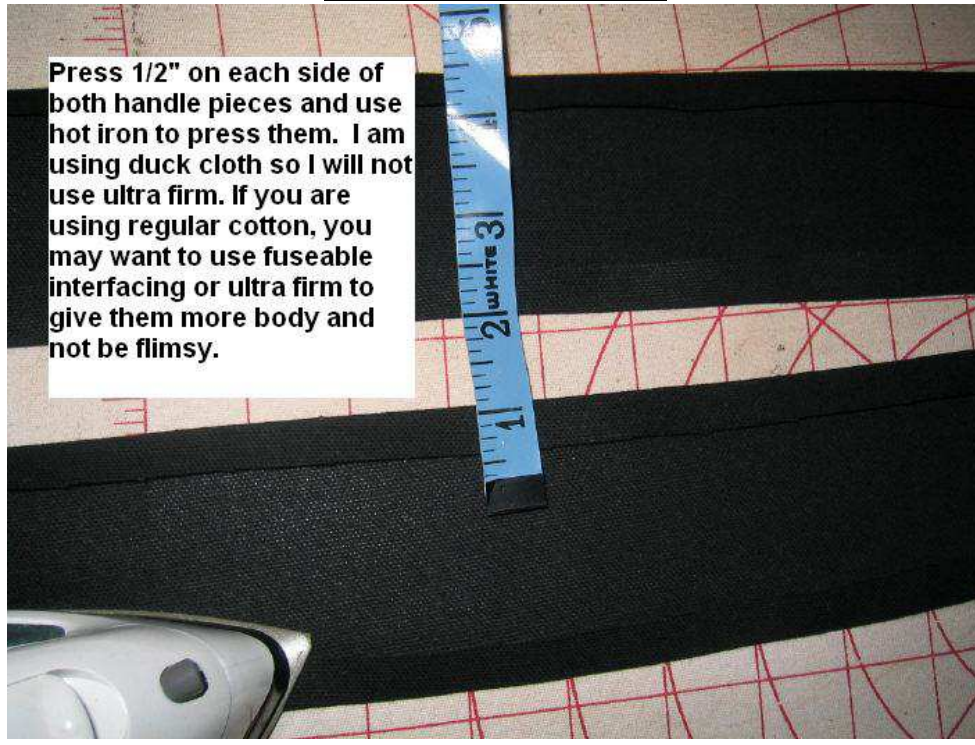 Press 1/2" on each side of
both handle pieces and use
hot iron to press them.  I am
using duck cloth so I will not
use ultra firm. If you are
using regular cotton, you
may want to use fuseable
interfacing or ultra firm to
give them more body and
not be flimsy.
5
3
WHITE
2
1